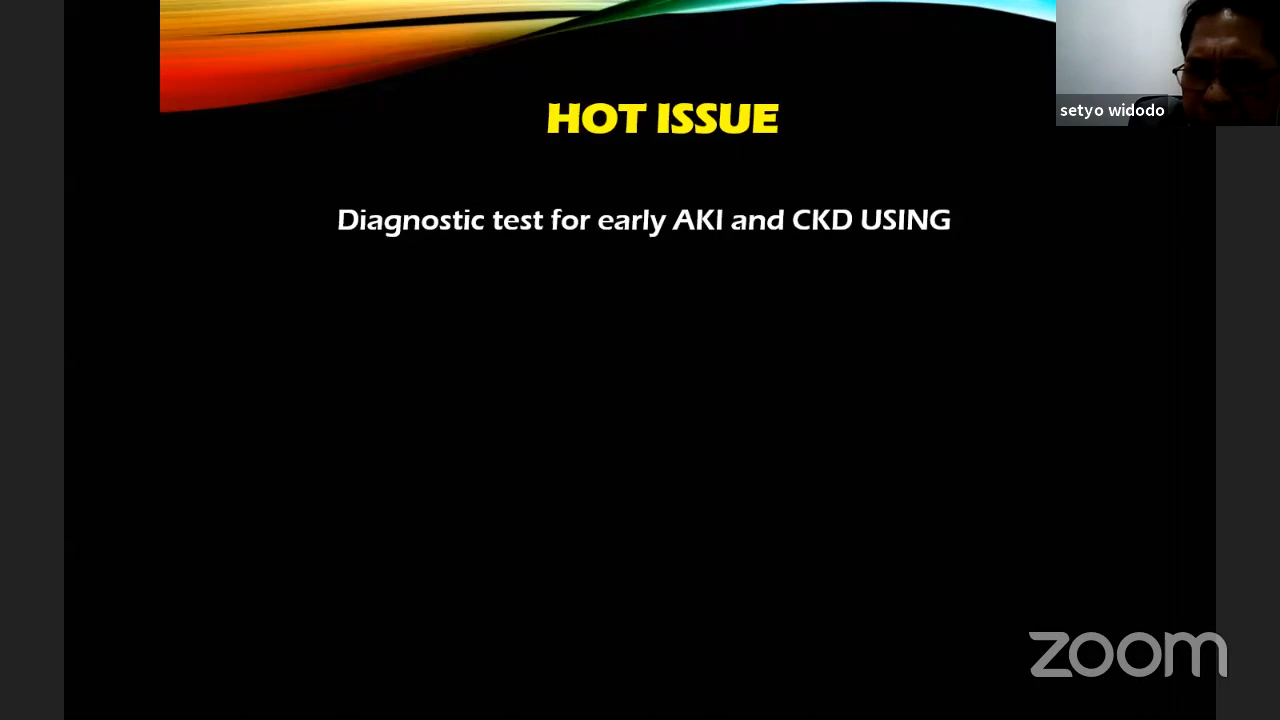 HOT ISSUE
setyo widodo
Diagnostic test for early AKI and CKD USING
zoom